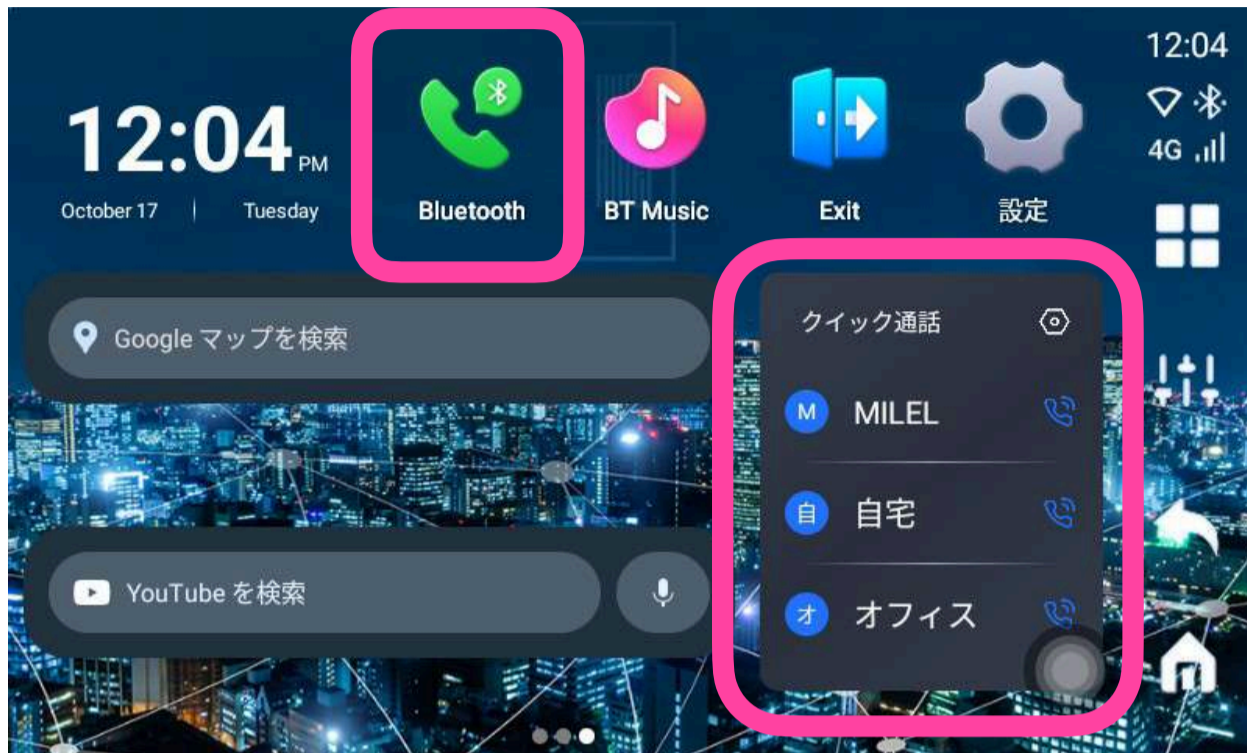 12:04 PM
October 17 | Tuesday
Bluetooth
BT Music
Exit
設定
12:04
4G
Google マップを検索
YouTube を検索
クイック通話
M MILEL
自 自宅
オ オフィス